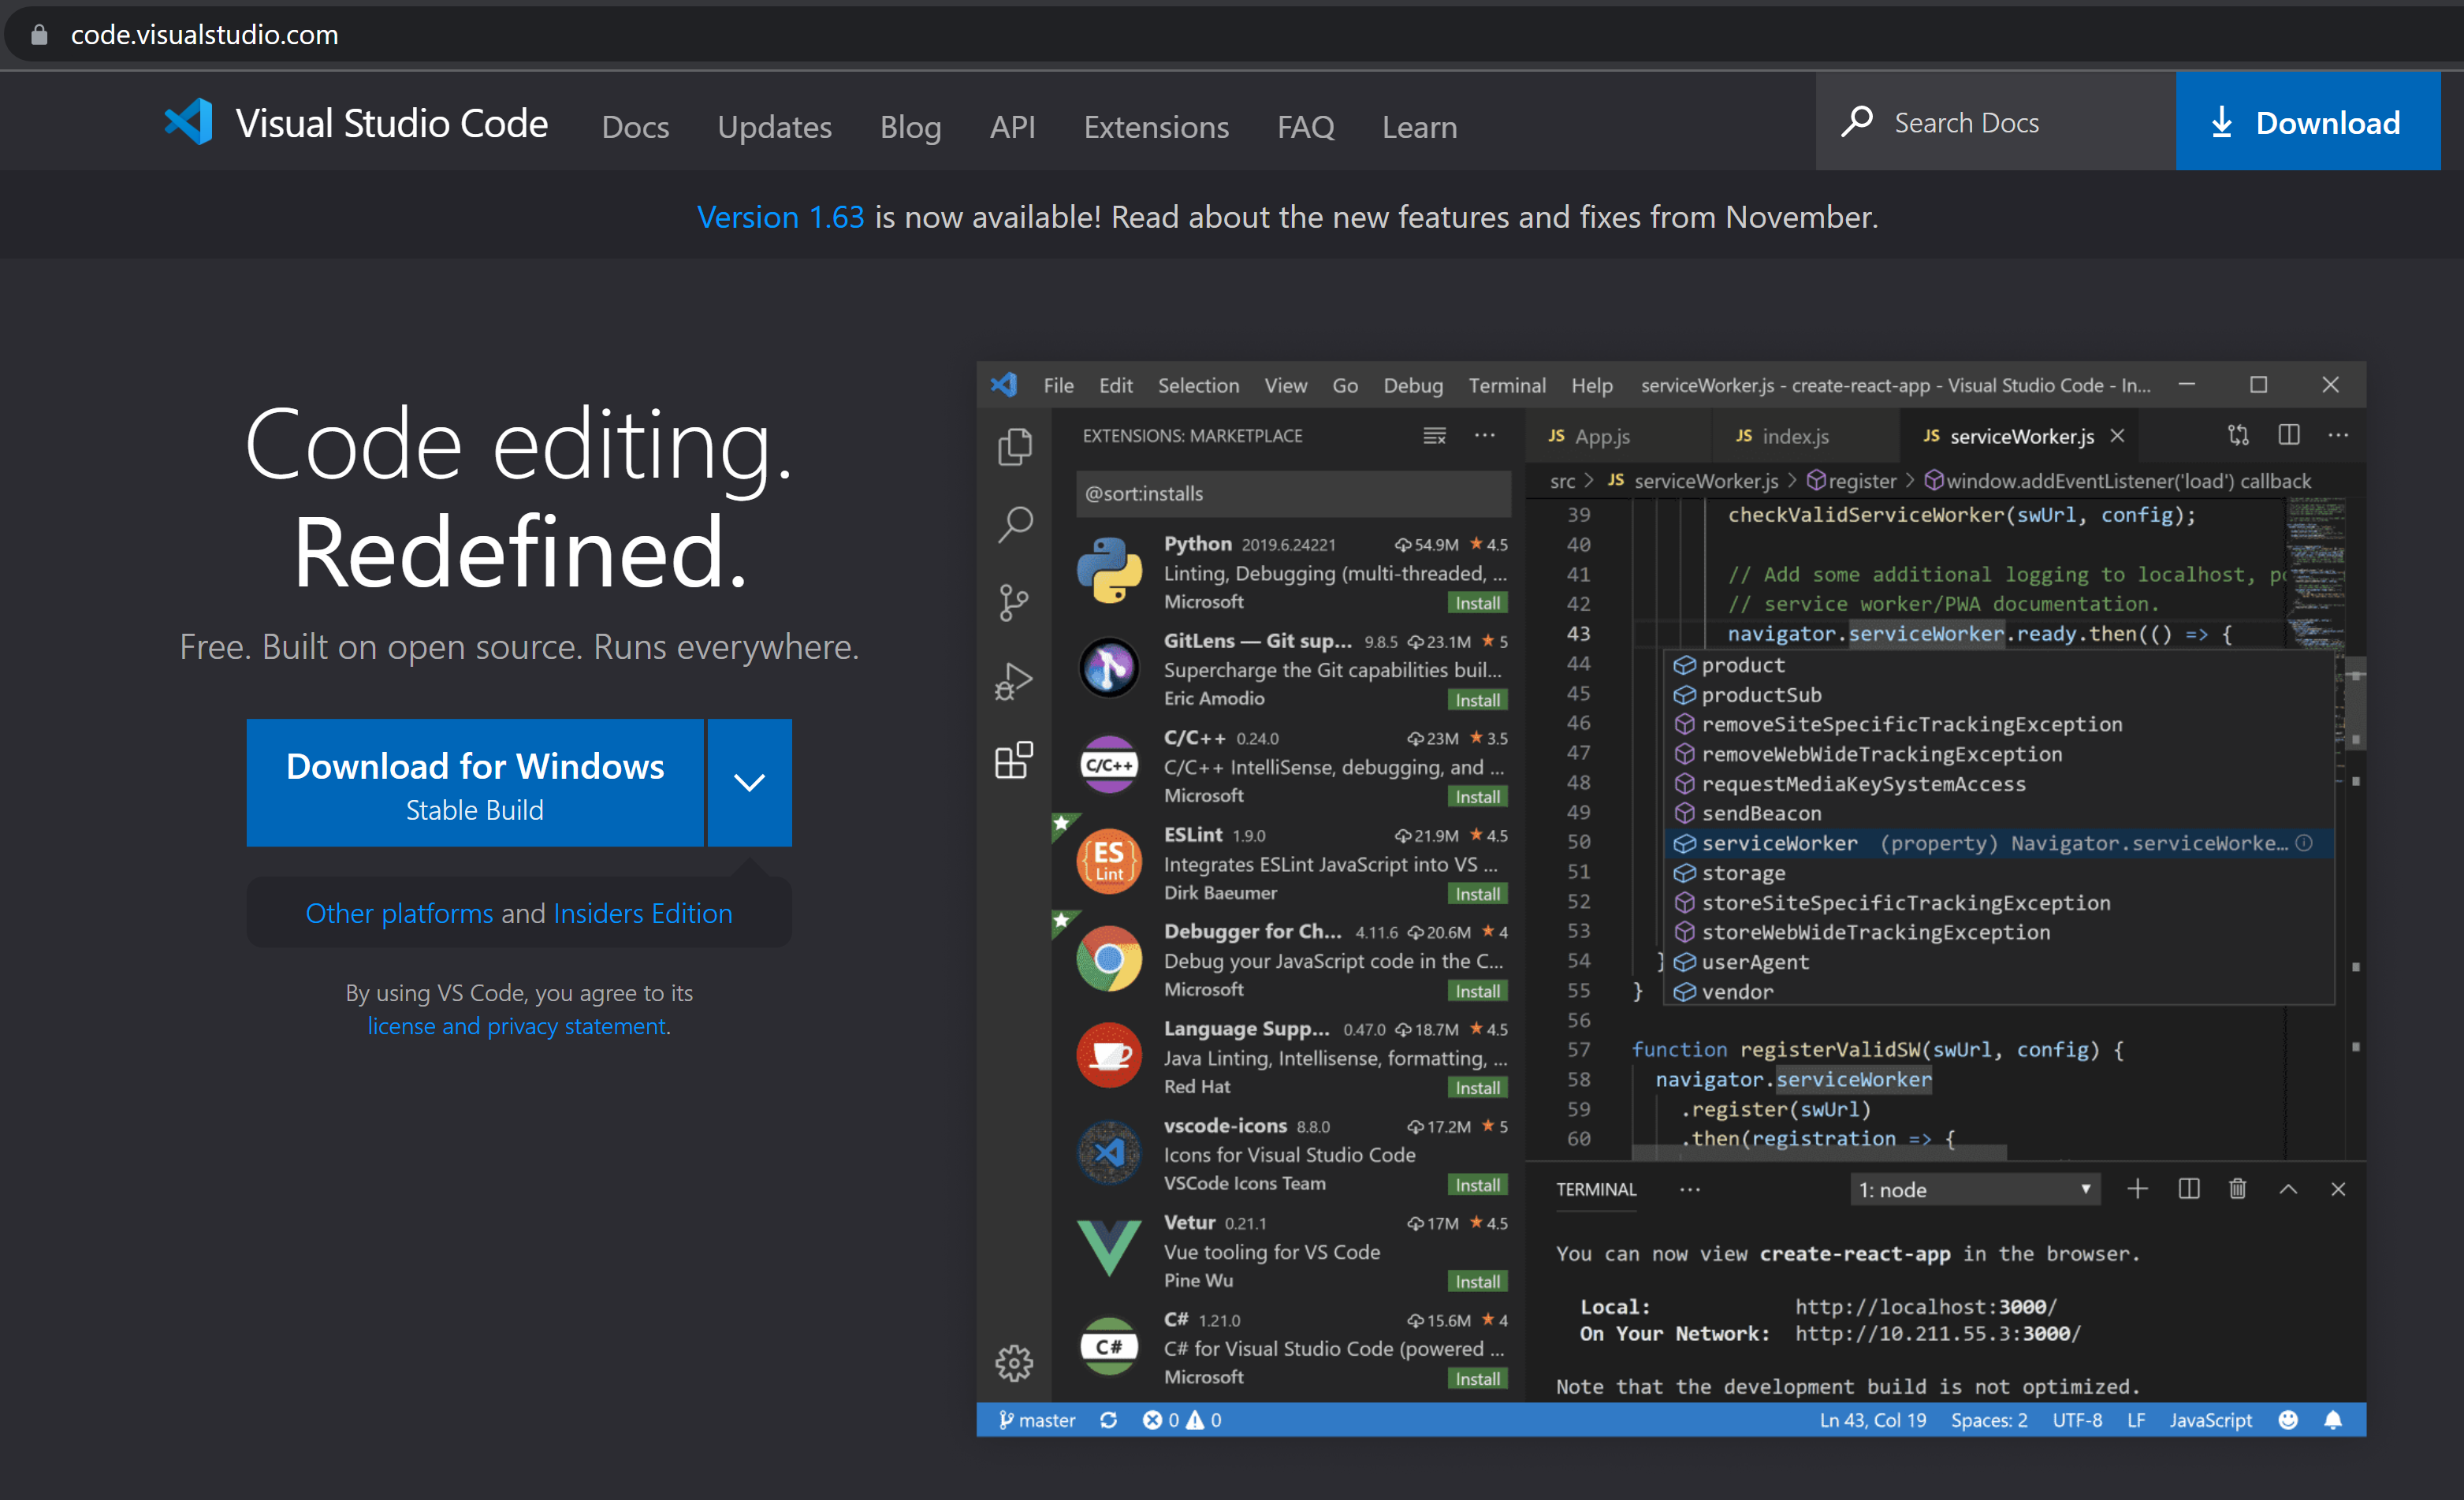 code.visualstudio.com
Visual Studio Code Docs Updates Blog API Extensions FAQ Learn Search Docs Download
Version 1.63 is now available! Read about the new features and fixes from November.
Code editing.
Redefined.
Free. Built on open source. Runs everywhere.
Download for Windows
Stable Build
Other platforms and Insiders Edition
By using VS Code, you agree to its
license and privacy statement.
File Edit Selection View Go Debug Terminal Help serviceWorker.js - create-react-app - Visual Studio Code - In...
EXTENSIONS: MARKETPLACE ...
@sort:installs
Python 2019.6.24221 54.9M 4.5
Linting, Debugging (multi-threaded, ...
Microsoft Install
GitLens — Git sup... 9.8.5 23.1M 5
Supercharge the Git capabilities buil...
Eric Amodio Install
C/C++
C/C++ 0.24.0 23M 3.5
C/C++ IntelliSense, debugging, and ...
Microsoft Install
{ES}
Lint
ESLint 1.9.0 21.9M 4.5
Integrates ESLint JavaScript into VS ...
Dirk Baeumer Install
Debugger for Ch... 4.11.6 20.6M 4
Debug your JavaScript code in the C...
Microsoft Install
Language Supp... 0.47.0 18.7M 4.5
Java Linting, Intellisense, formatting, ...
Red Hat Install
vscode-icons 8.8.0 17.2M 5
Icons for Visual Studio Code
VSCode Icons Team Install
Vetur 0.21.1 17M 4.5
Vue tooling for VS Code
Pine Wu Install
C#
C# 1.21.0 15.6M 4
C# for Visual Studio Code (powered ...
Microsoft Install
JS App.js JS index.js JS serviceWorker.js ...
src > JS serviceWorker.js > register > window.addEventListener('load') callback
39 checkValidServiceWorker(swUrl, config);
40
41 // Add some additional logging to localhost, po
42 // service worker/PWA documentation.
43 navigator.serviceWorker.ready.then(() => {
44 product
45 productSub
46 removeSiteSpecificTrackingException
47 removeWebWideTrackingException
48 requestMediaKeySystemAccess
49 sendBeacon
50 serviceWorker (property) Navigator.serviceWorke...
51 storage
52 storeSiteSpecificTrackingException
53 storeWebWideTrackingException
54 } userAgent
55 } vendor
56
57 function registerValidSW(swUrl, config) {
58 navigator.serviceWorker
59 .register(swUrl)
60 .then(registration => {
TERMINAL ... 1: node
You can now view create-react-app in the browser.
Local: http://localhost:3000/
On Your Network: http://10.211.55.3:3000/
Note that the development build is not optimized.
master 0 0 Ln 43, Col 19 Spaces: 2 UTF-8 LF JavaScript